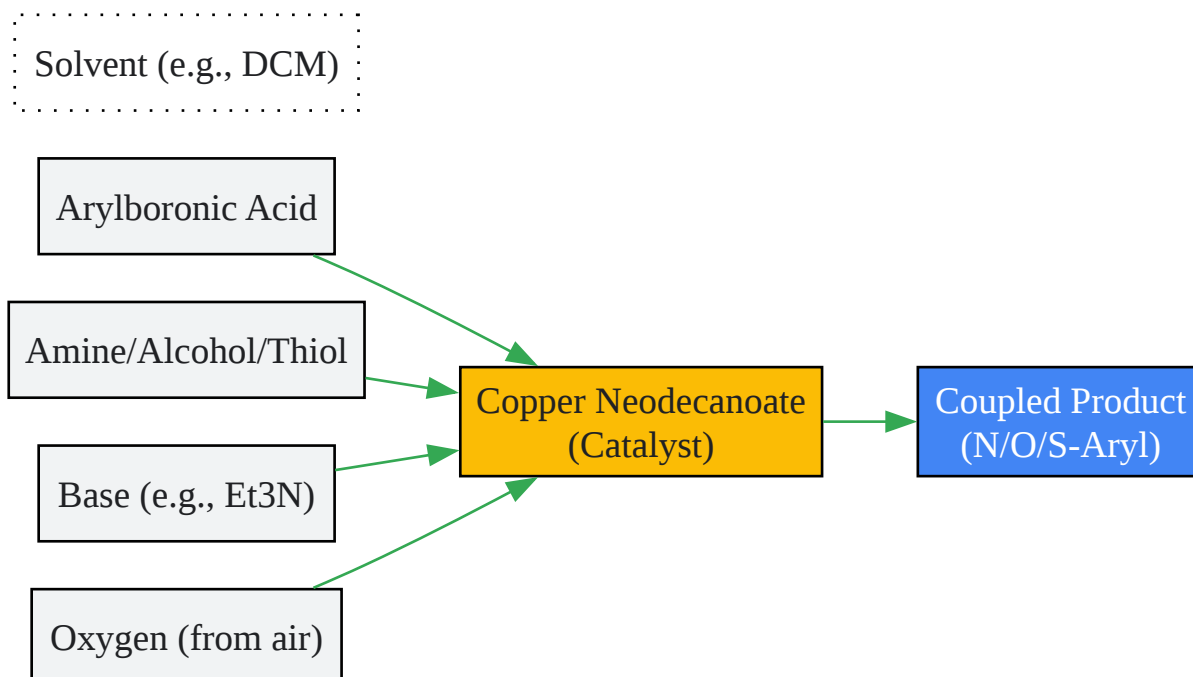 Solvent (e.g., DCM)
Arylboronic Acid
Amine/Alcohol/Thiol
Base (e.g., Et3N)
Oxygen (from air)
Copper Neodecanoate
(Catalyst)
Coupled Product
(N/O/S-Aryl)